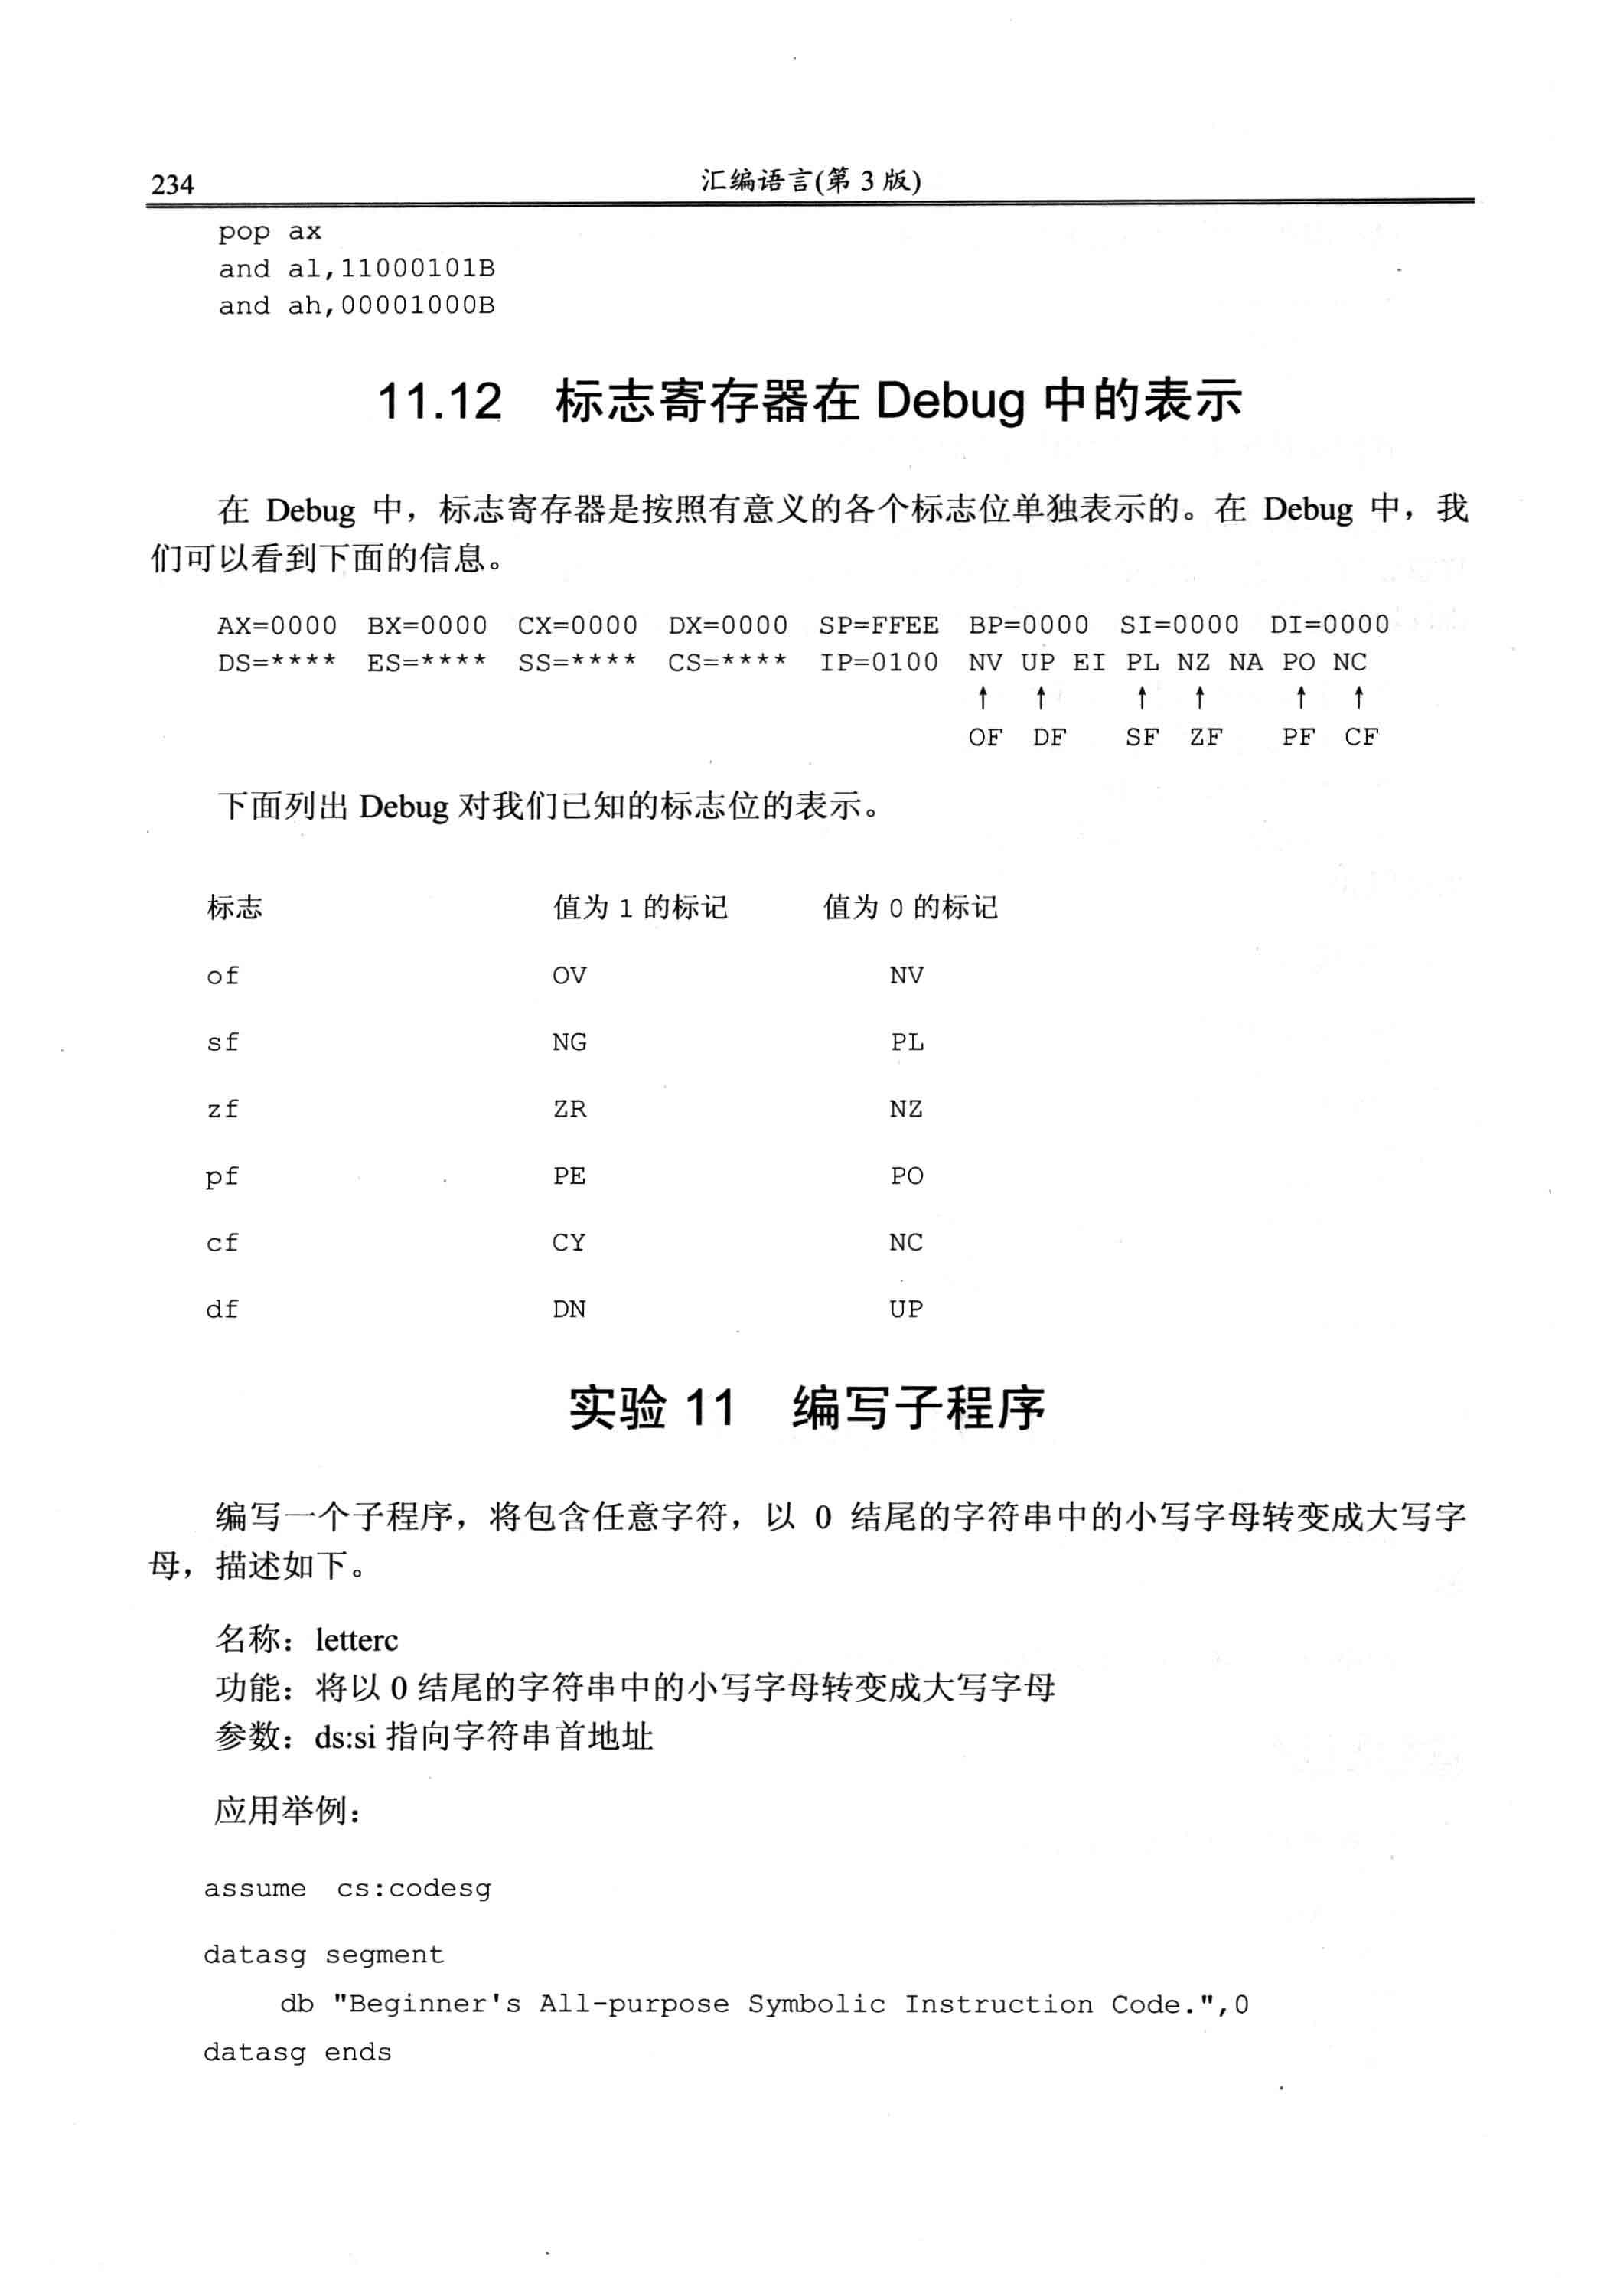 234 汇编语言(第 3 版)
pop ax
and al,11000101B
and ah,00001000B
11.12 标志寄存器在 Debug 中的表示
在 Debug 中，标志寄存器是按照有意义的各个标志位单独表示的。在 Debug 中，我
们可以看到下面的信息。
AX=0000 BX=0000 CX=0000 DX=0000 SP=FFEE BP=0000 SI=0000 DI=0000
DS=**** ES=**** SS=**** CS=**** IP=0100 NV UP EI PL NZ NA PO NC
↑ ↑ ↑ ↑ ↑ ↑
OF DF SF ZF PF CF
下面列出 Debug 对我们已知的标志位的表示。
标志 值为 1 的标记 值为 0 的标记
of OV NV
sf NG PL
zf ZR NZ
pf PE PO
cf CY NC
df DN UP
实验 11 编写子程序
编写一个子程序，将包含任意字符，以 0 结尾的字符串中的小写字母转变成大写字
母，描述如下。
名称：letterc
功能：将以 0 结尾的字符串中的小写字母转变成大写字母
参数：ds:si 指向字符串首地址
应用举例：
assume cs:codesg
datasg segment
db "Beginner's All-purpose Symbolic Instruction Code.",0
datasg ends